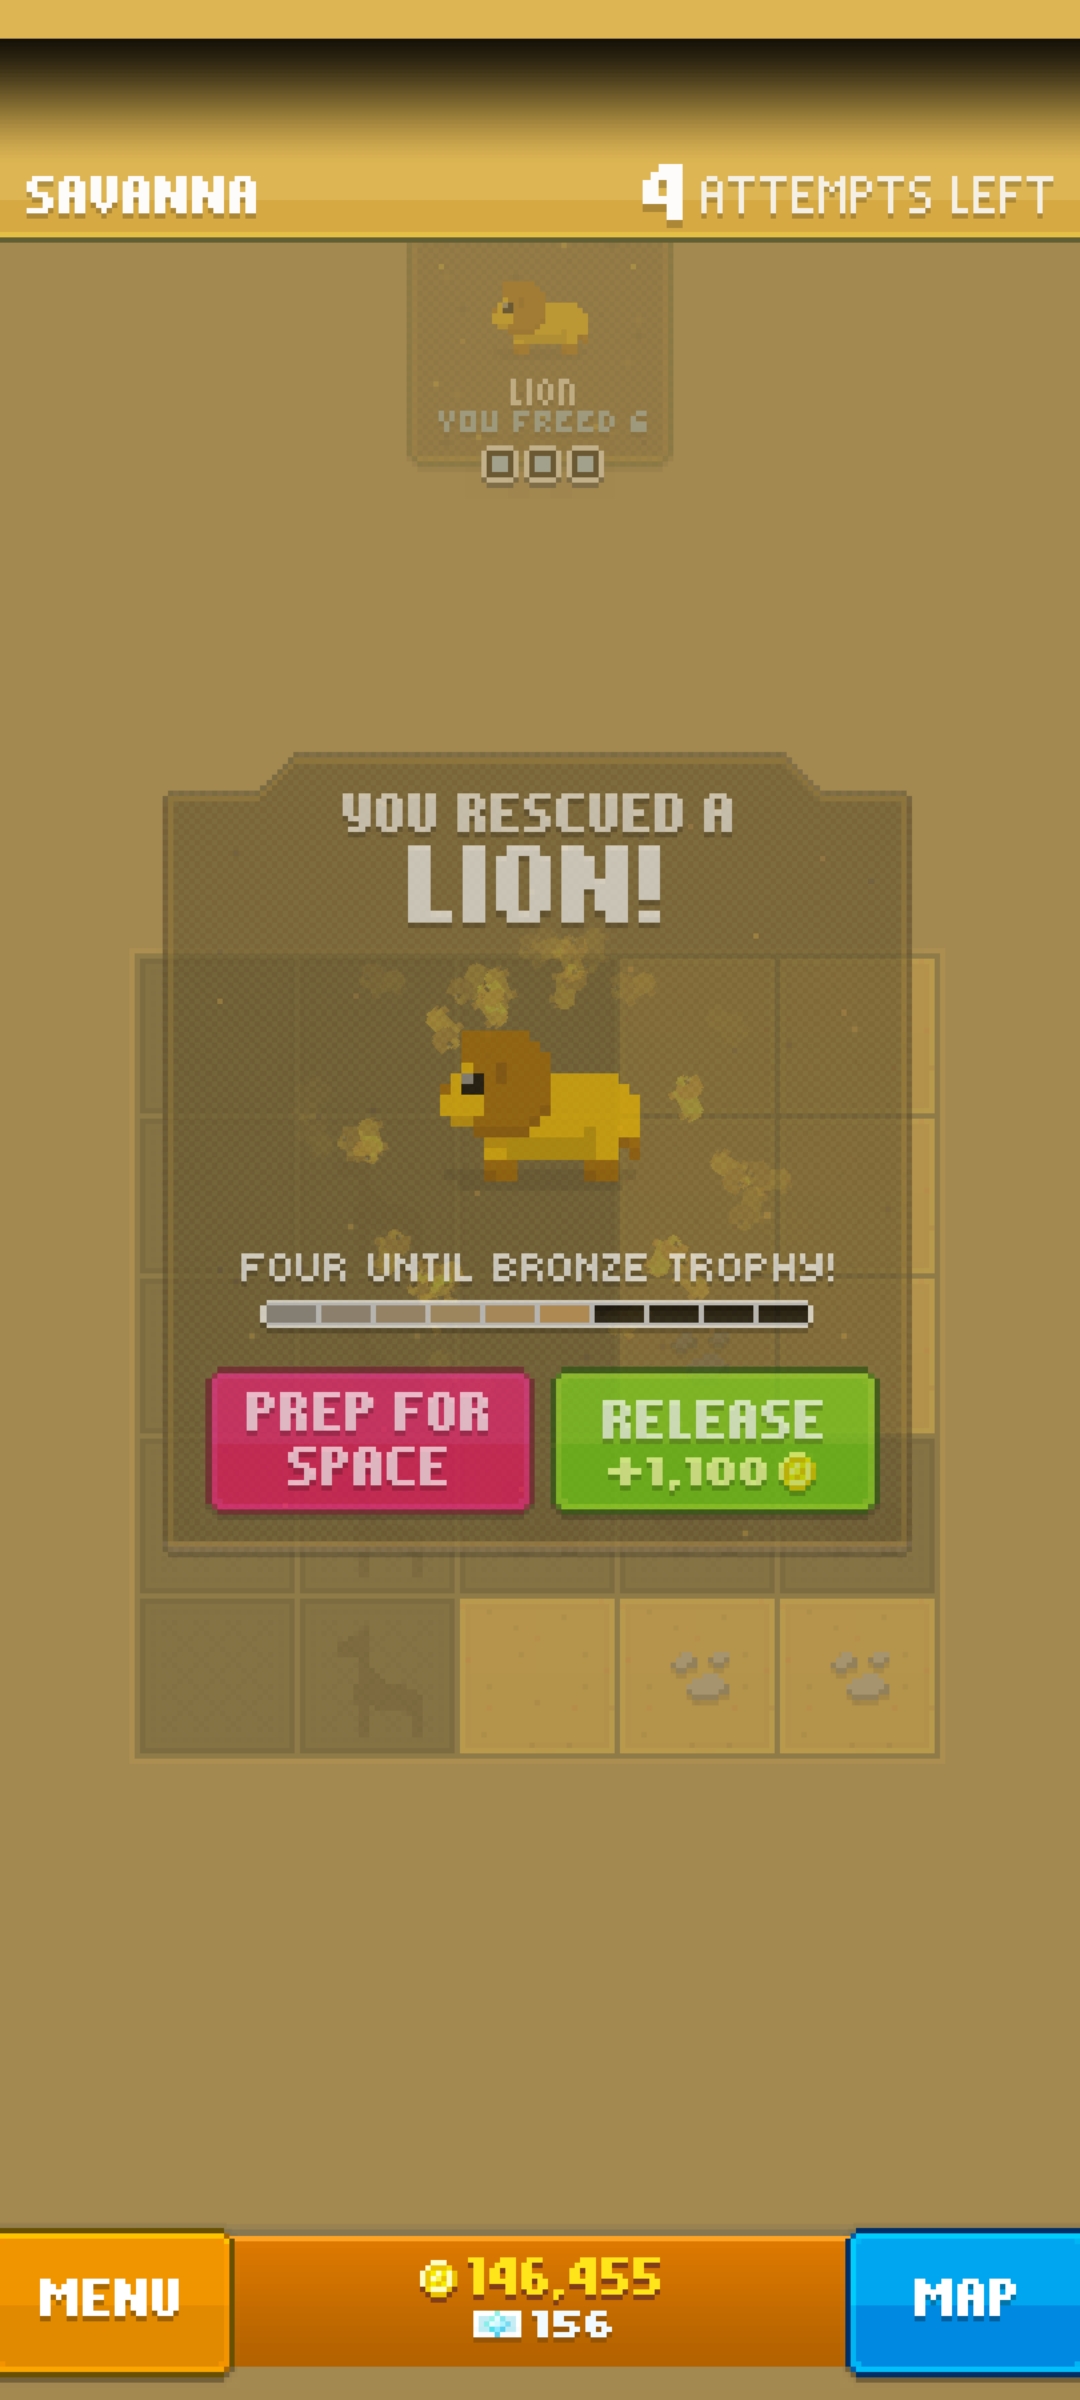 SAVANNA
4 ATTEMPTS LEFT
LION
YOU FREED 6
YOU RESCUED A
LION!
FOUR UNTIL BRONZE TROPHY!
PREP FOR
SPACE
RELEASE
+1,100
MENU
146,455
156
MAP